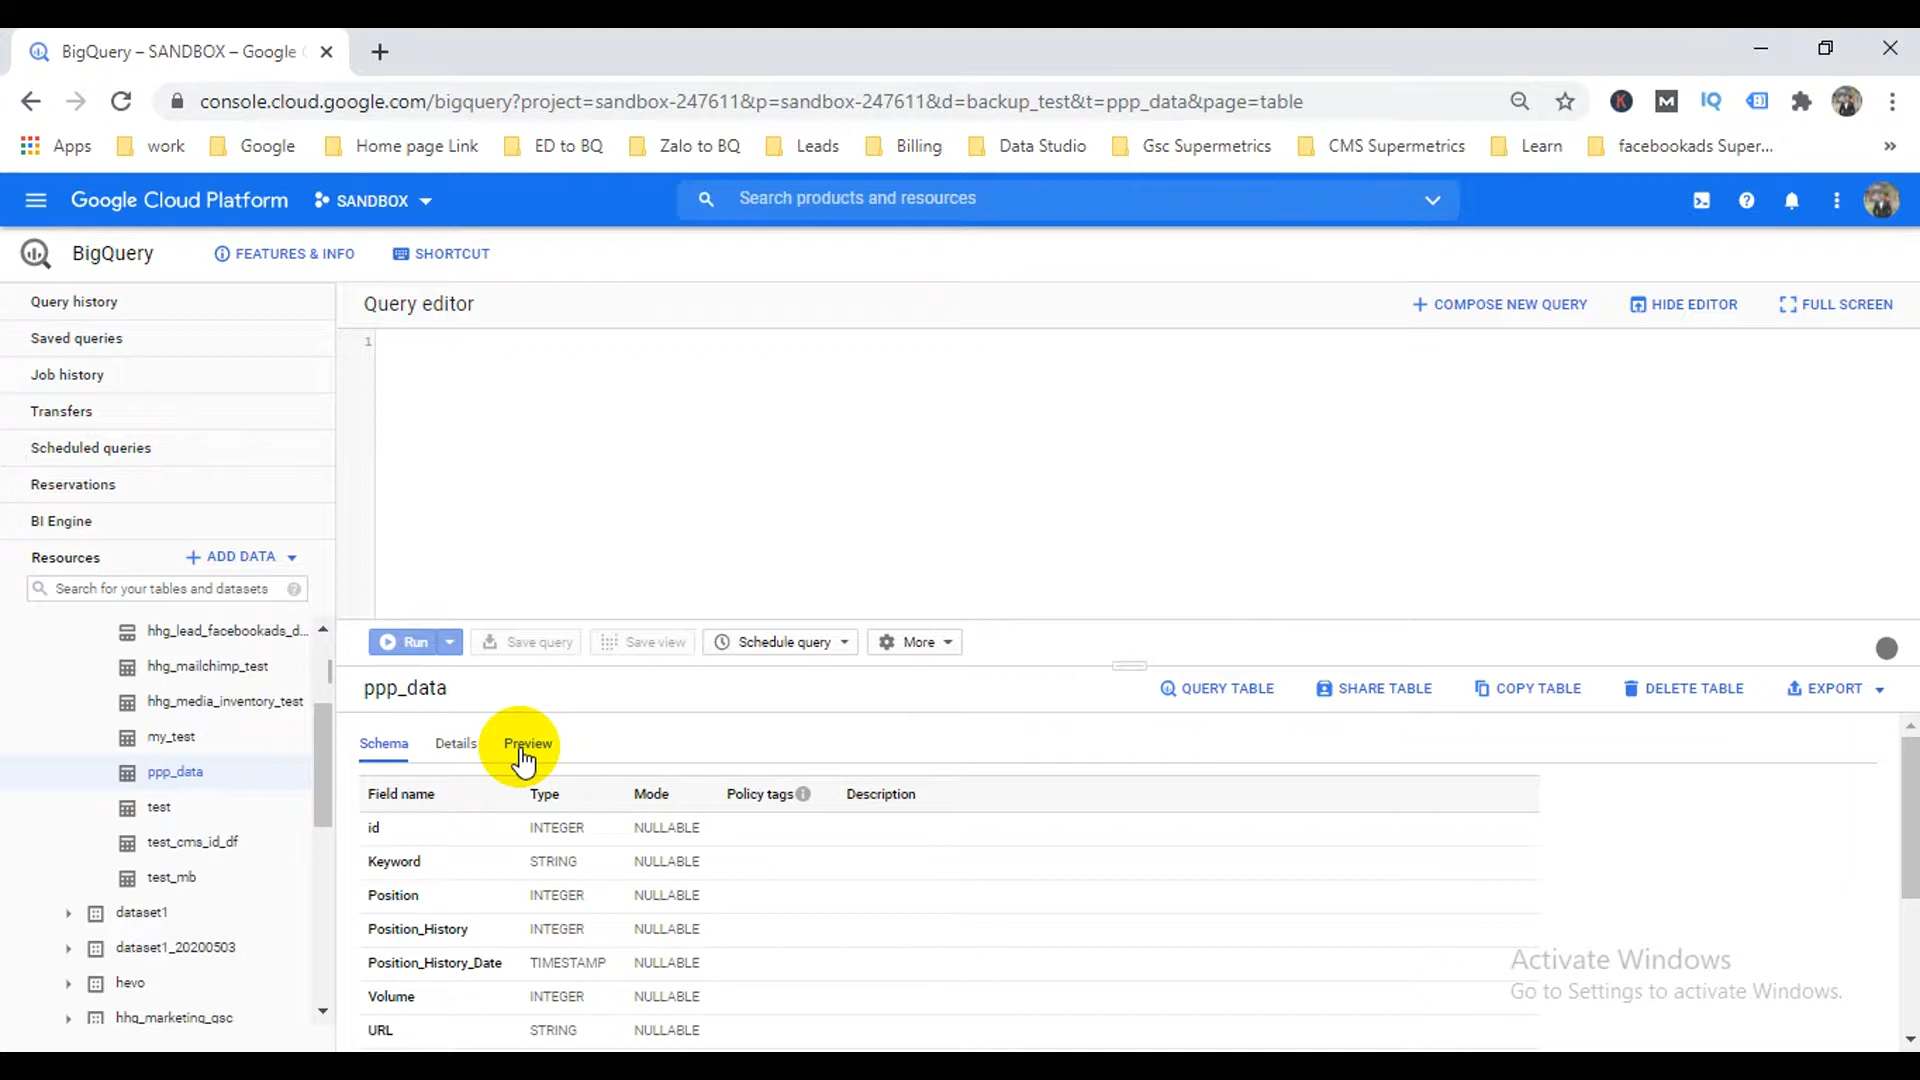 BigQuery – SANDBOX – Google
console.cloud.google.com/bigquery?project=sandbox-247611&p=sandbox-247611&d=backup_test&t=ppp_data&page=table
Apps work Google Home page Link ED to BQ Zalo to BQ Leads Billing Data Studio Gsc Supermetrics CMS Supermetrics Learn facebookads Super... »
Google Cloud Platform SANDBOX Search products and resources
BigQuery FEATURES & INFO SHORTCUT
Query history
Saved queries
Job history
Transfers
Scheduled queries
Reservations
BI Engine
Resources + ADD DATA
Search for your tables and datasets
hhg_lead_facebookads_d...
hhg_mailchimp_test
hhg_media_inventory_test
my_test
ppp_data
test
test_cms_id_df
test_mb
dataset1
dataset1_20200503
hevo
hhg_marketing_gsc
Query editor + COMPOSE NEW QUERY HIDE EDITOR FULL SCREEN
1
Run Save query Save view Schedule query More
ppp_data QUERY TABLE SHARE TABLE COPY TABLE DELETE TABLE EXPORT
Schema Details Preview
Field name Type Mode Policy tags Description
id INTEGER NULLABLE
Keyword STRING NULLABLE
Position INTEGER NULLABLE
Position_History INTEGER NULLABLE
Position_History_Date TIMESTAMP NULLABLE
Volume INTEGER NULLABLE
URL STRING NULLABLE
Activate Windows
Go to Settings to activate Windows.